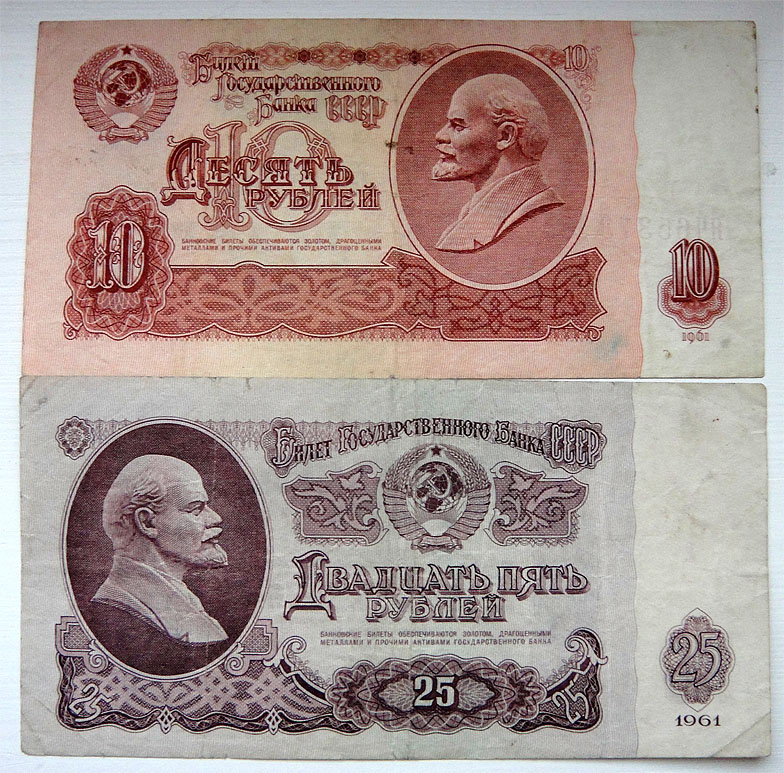 Билет
Государственного
Банка СССР
10
10
Десять
рублей
БАНКОВСКИЕ БИЛЕТЫ ОБЕСПЕЧИВАЮТСЯ ЗОЛОТОМ, ДРАГОЦЕННЫМИ
МЕТАЛЛАМИ И ПРОЧИМИ АКТИВАМИ ГОСУДАРСТВЕННОГО БАНКА
10
10
1961
Билет Государственного Банка СССР
Двадцать пять
рублей
БАНКОВСКИЕ БИЛЕТЫ ОБЕСПЕЧИВАЮТСЯ ЗОЛОТОМ, ДРАГОЦЕННЫМИ
МЕТАЛЛАМИ И ПРОЧИМИ АКТИВАМИ ГОСУДАРСТВЕННОГО БАНКА
25
25
25
25
1961